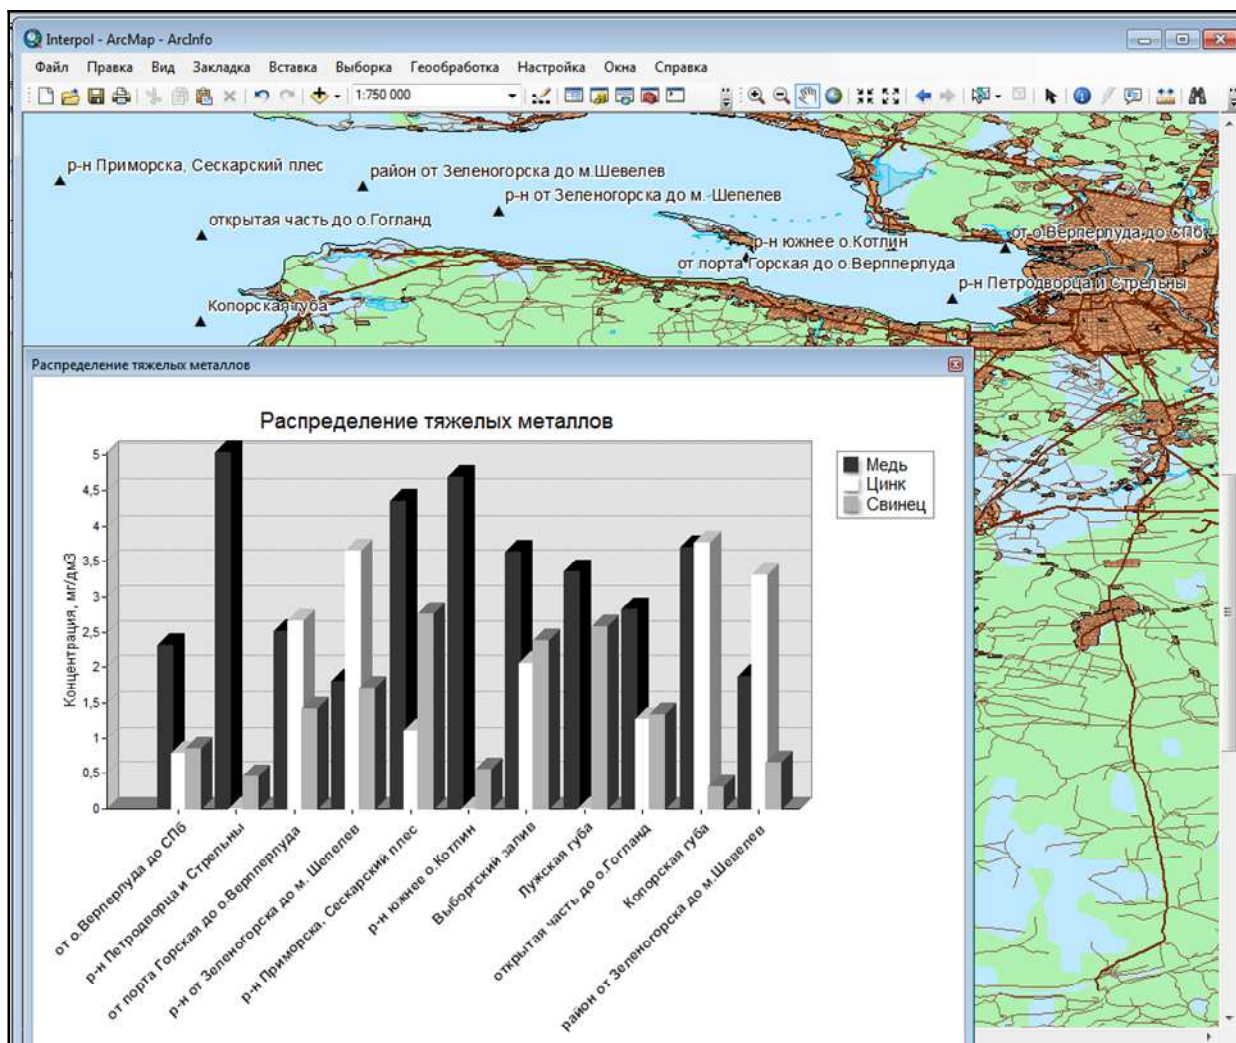 Interpol - ArcMap - ArcInfo
Файл Правка Вид Закладка Вставка Выборка Геообработка Настройка Окна Справка
1:750 000
р-н Приморска, Сескарский плес
район от Зеленогорска до м.Шевелев
р-н от Зеленогорска до м. Шепелев
открытая часть до о.Гогланд
от о.Верперлуда до СПб
р-н южнее о.Котлин
от порта Горская до о.Верпперлуда
р-н Петродворца и Стрельны
Копорская губа
Распределение тяжелых металлов
Распределение тяжелых металлов
Медь
Цинк
Свинец
Концентрация, мг/дм3
5
4,5
4
3,5
3
2,5
2
1,5
1
0,5
0
от о.Верперлуда до СПб
р-н Петродворца и Стрельны
от порта Горская до о.Верпперлуда
р-н от Зеленогорска до м. Шепелев
р-н Приморска, Сескарский плес
р-н южнее о.Котлин
Выборгский залив
Лужская губа
открытая часть до о.Гогланд
Копорская губа
район от Зеленогорска до м.Шевелев